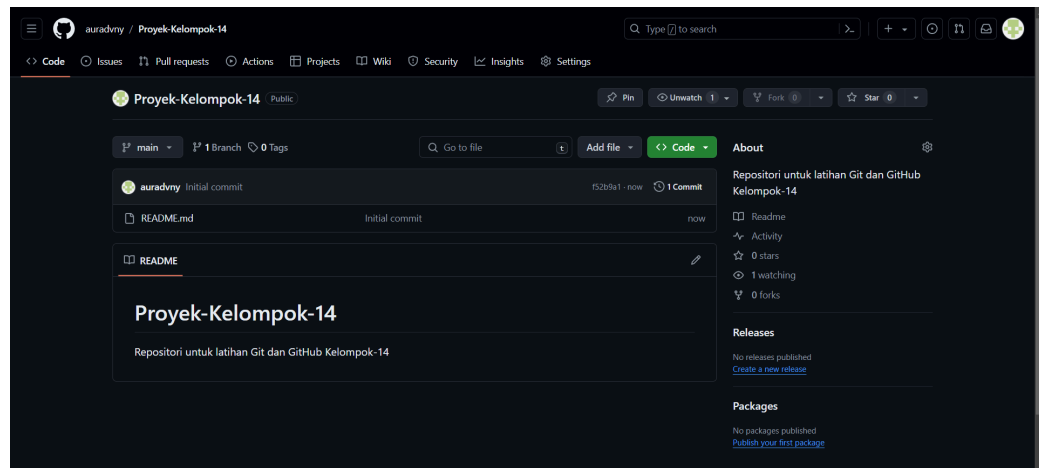 auradvny / Proyek-Kelompok-14
Type / to search
Code Issues Pull requests Actions Projects Wiki Security Insights Settings
Proyek-Kelompok-14 Public
Pin Unwatch 1 Fork 0 Star 0
main 1 Branch 0 Tags Go to file t Add file Code
auradvny Initial commit f52b9a1 · now 1 Commit
README.md Initial commit now
README
Proyek-Kelompok-14
Repositori untuk latihan Git dan GitHub Kelompok-14
About
Repositori untuk latihan Git dan GitHub
Kelompok-14
Readme
Activity
0 stars
1 watching
0 forks
Releases
No releases published
Create a new release
Packages
No packages published
Publish your first package